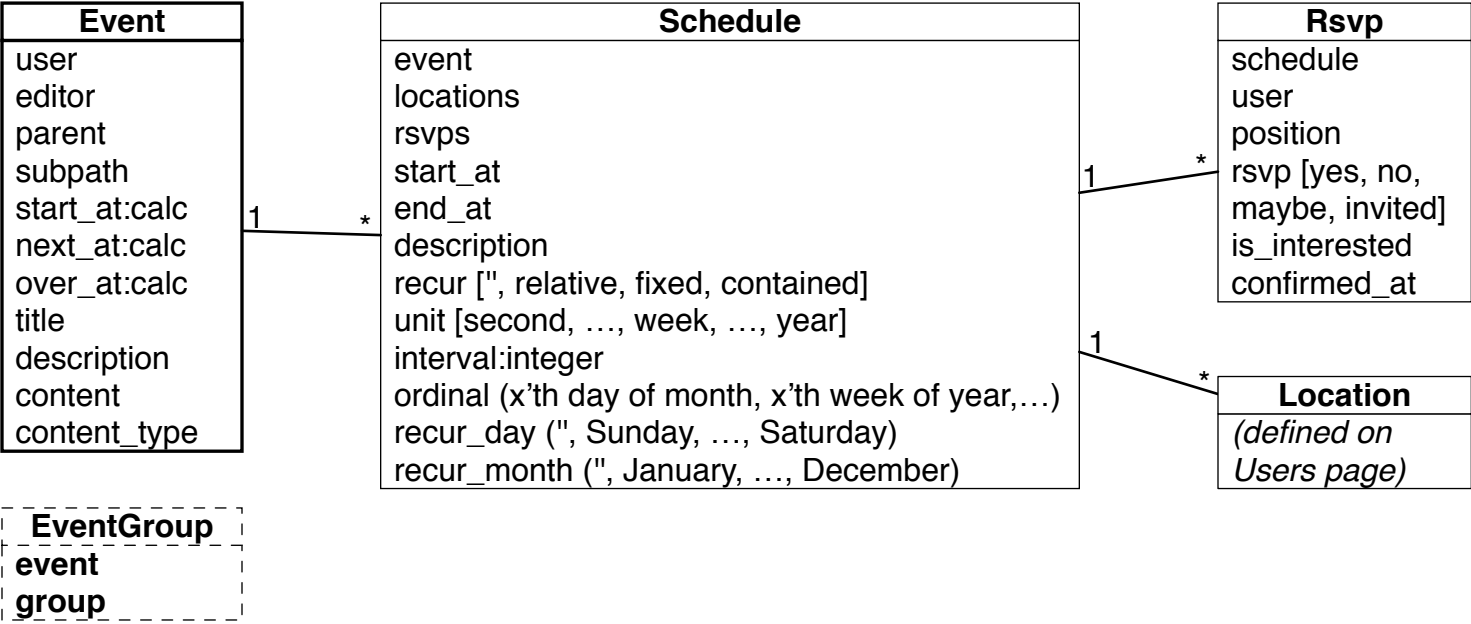 Event
user
editor
parent
subpath
start_at:calc
next_at:calc
over_at:calc
title
description
content
content_type
1
*
Schedule
event
locations
rsvps
start_at
end_at
description
recur ['', relative, fixed, contained]
unit [second, …, week, …, year]
interval:integer
ordinal (x’th day of month, x’th week of year,…)
recur_day ('', Sunday, …, Saturday)
recur_month ('', January, …, December)
1
*
1
*
Rsvp
schedule
user
position
rsvp [yes, no,
maybe, invited]
is_interested
confirmed_at
Location
(defined on
Users page)
EventGroup
event
group